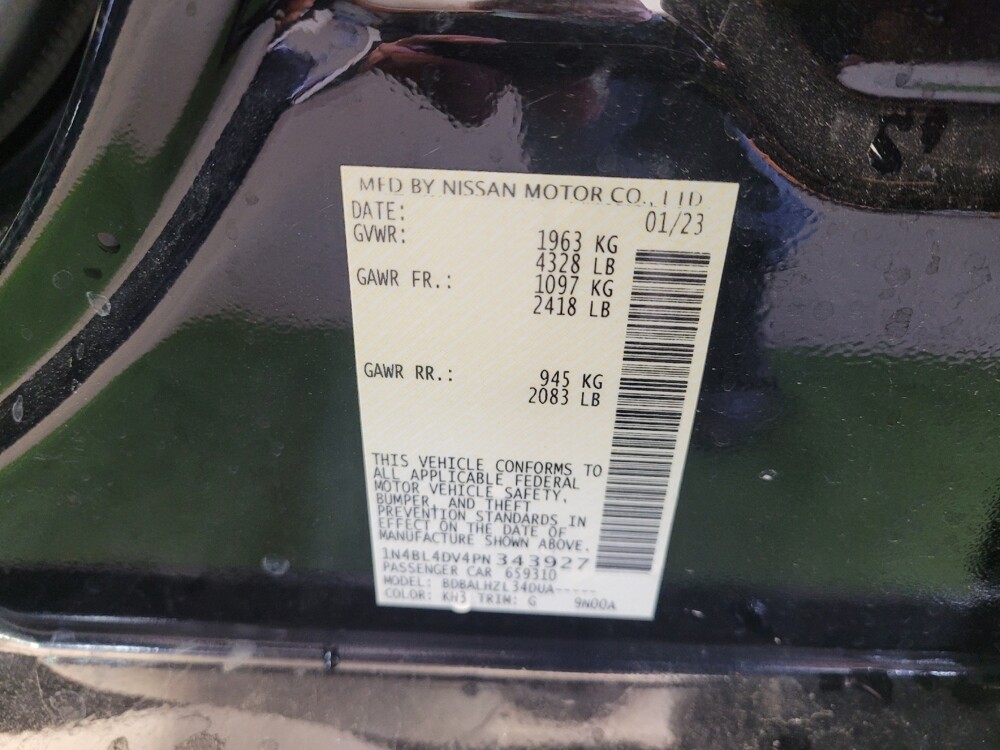 MFD BY NISSAN MOTOR CO., LTD
DATE: 01/23
GVWR: 1963 KG
4328 LB
GAWR FR.: 1097 KG
2418 LB
GAWR RR.: 945 KG
2083 LB
THIS VEHICLE CONFORMS TO
ALL APPLICABLE FEDERAL
MOTOR VEHICLE SAFETY,
BUMPER, AND THEFT
PREVENTION STANDARDS IN
EFFECT ON THE DATE OF
MANUFACTURE SHOWN ABOVE.
1N4BL4DV4PN343927
PASSENGER CAR 659310
MODEL: BDBALHZL34DUA-----
COLOR: KH3 TRIM: G 9N00A